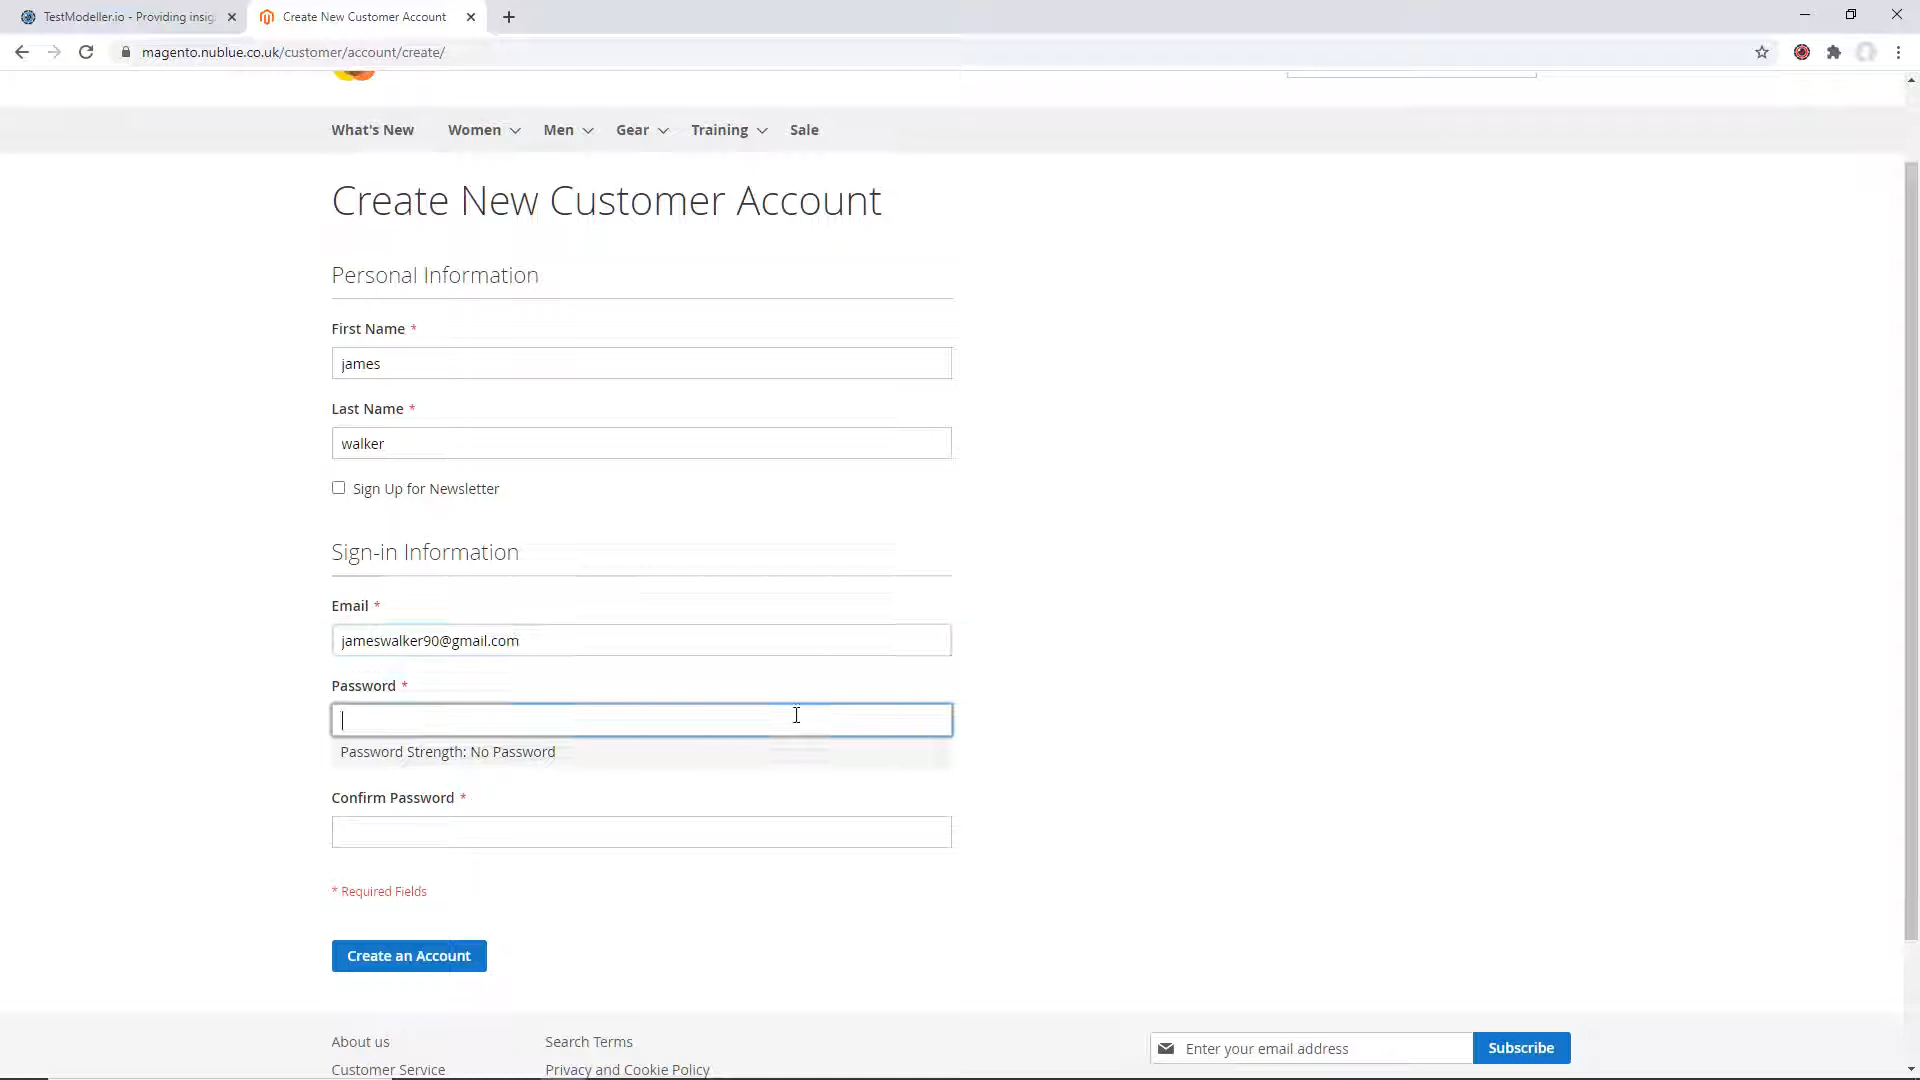 TestModeller.io - Providing insig
Create New Customer Account
magento.nublue.co.uk/customer/account/create/
What's New Women Men Gear Training Sale
Create New Customer Account
Personal Information
First Name *
james
Last Name *
walker
Sign Up for Newsletter
Sign-in Information
Email *
jameswalker90@gmail.com
Password *
Password Strength: No Password
Confirm Password *
* Required Fields
Create an Account
About us
Search Terms
Enter your email address
Subscribe
Customer Service
Privacy and Cookie Policy